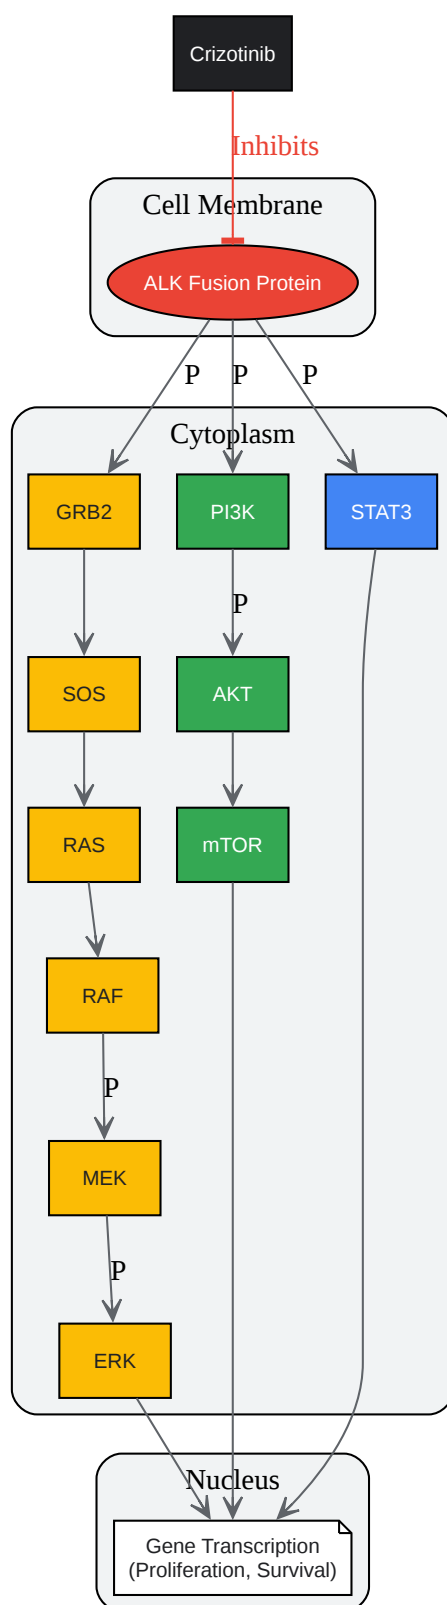 Crizotinib
Inhibits
Cell Membrane
ALK Fusion Protein
P P P
Cytoplasm
GRB2 PI3K STAT3
P
SOS AKT
RAS mTOR
RAF
P
MEK
P
ERK
Nucleus
Gene Transcription
(Proliferation, Survival)